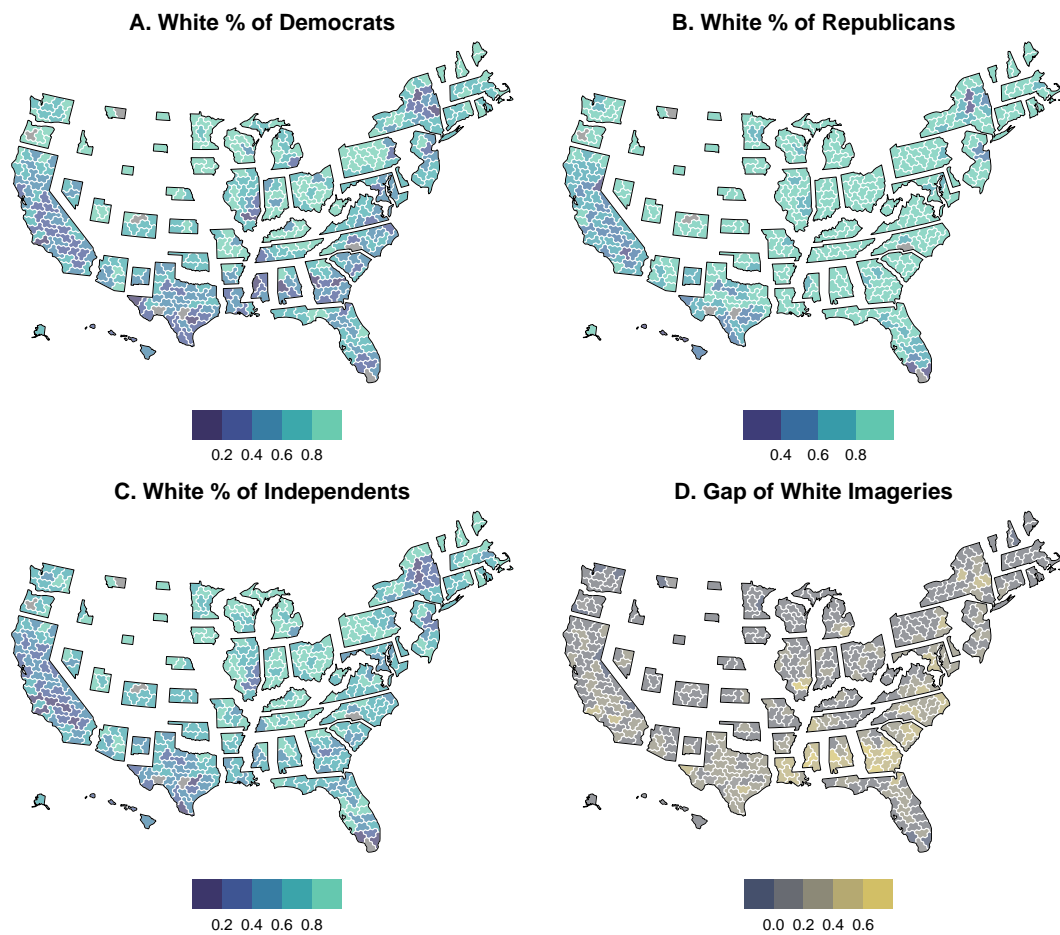 A. White % of Democrats
B. White % of Republicans
0.2 0.4 0.6 0.8
0.4 0.6 0.8
C. White % of Independents
D. Gap of White Imageries
0.2 0.4 0.6 0.8
0.0 0.2 0.4 0.6